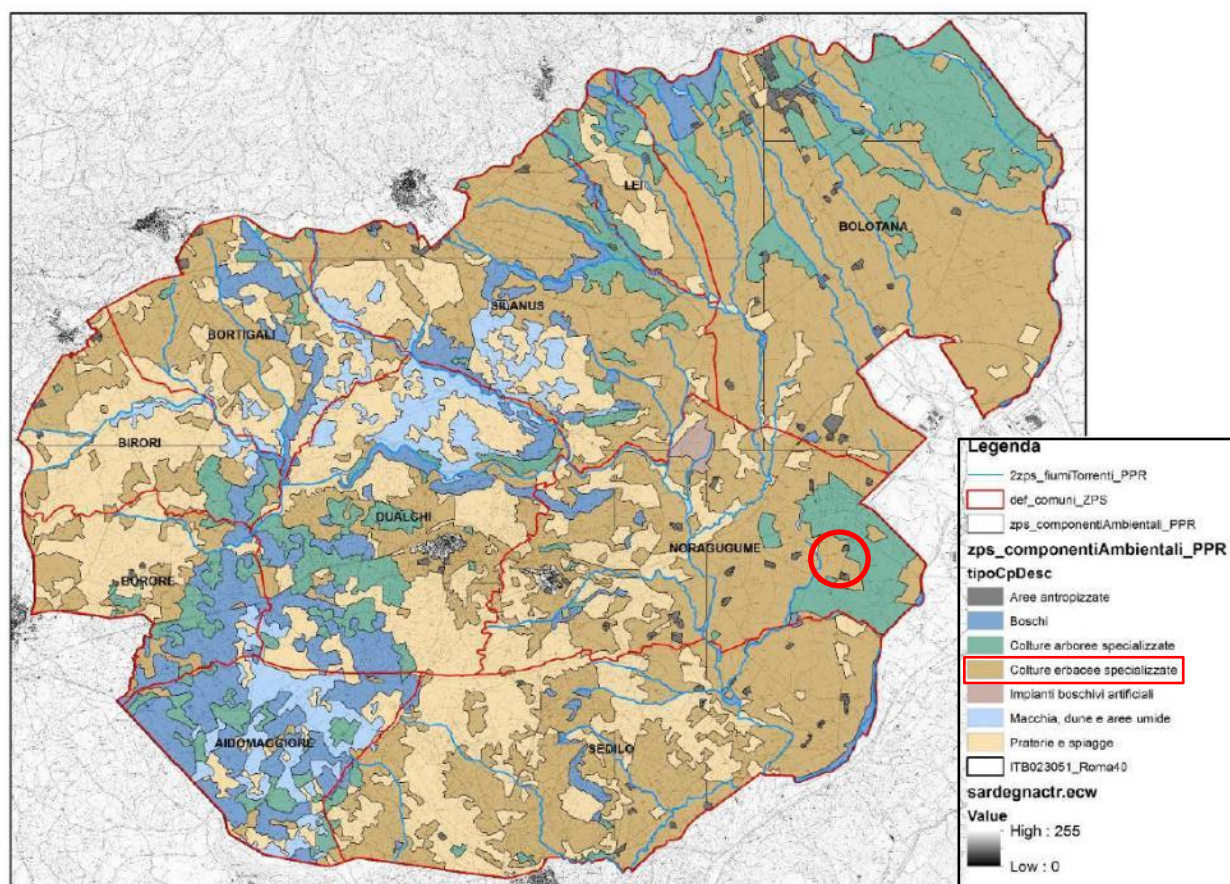 LEI
BOLOTANA
SILANUS
BORTIGALI
BIRORI
DUALCHI
NORAGUGUME
BORORE
AIDOMAGGIORE
SEDILO
Legenda
2zps_fiumiTorrenti_PPR
def_comuni_ZPS
zps_componentiAmbientali_PPR
zps_componentiAmbientali_PPR
tipoCpDesc
Aree antropizzate
Boschi
Colture arboree specializzate
Colture erbacee specializzate
Impianti boschivi artificiali
Macchia, dune e aree umide
Praterie e spiagge
ITB023051_Roma40
sardegnactr.ecw
Value
High : 255
Low : 0